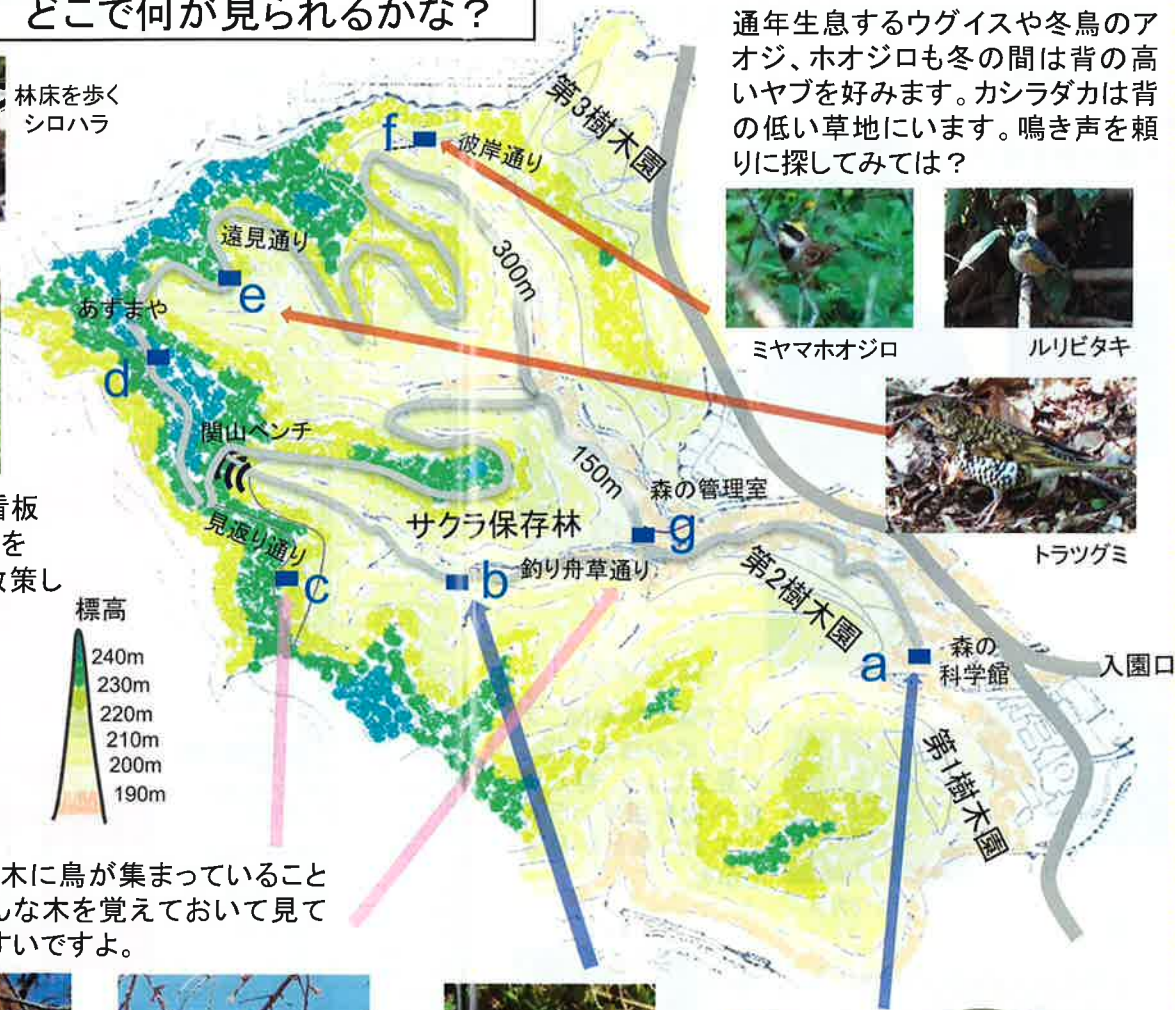 どこで何が見られるかな？
通年生息するウグイスや冬鳥のア
オジ、ホオジロも冬の間は背の高
いヤブを好みます。カシラダカは背
の低い草地にいます。鳴き声を頼
りに探してみては？
林床を歩く
シロハラ
ミヤマホオジロ
ルリビタキ
トラツグミ
第3樹木園
f
彼岸通り
300m
遠見通り
e
あずまや
d
関山ベンチ
150m
森の管理室
g
サクラ保存林
見返り通り
c
b
釣り舟草通り
第2樹木園
a
森の
科学館
入園口
第1樹木園
看板
を
散策し
標高
240m
230m
220m
210m
200m
190m
木に鳥が集まっていること
んな木を覚えておいて見て
すいですよ。